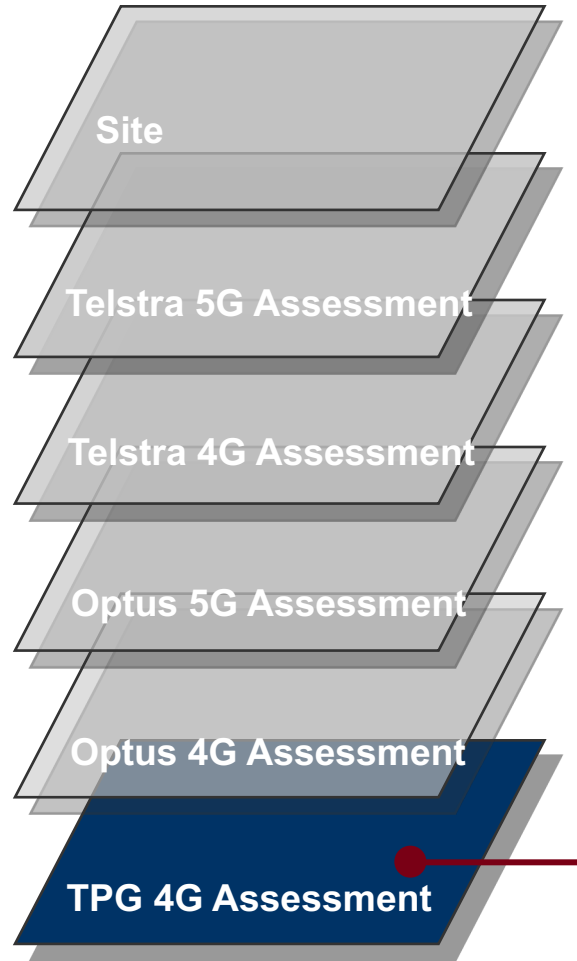 Site
Telstra 5G Assessment
Telstra 4G Assessment
Optus 5G Assessment
Optus 4G Assessment
TPG 4G Assessment